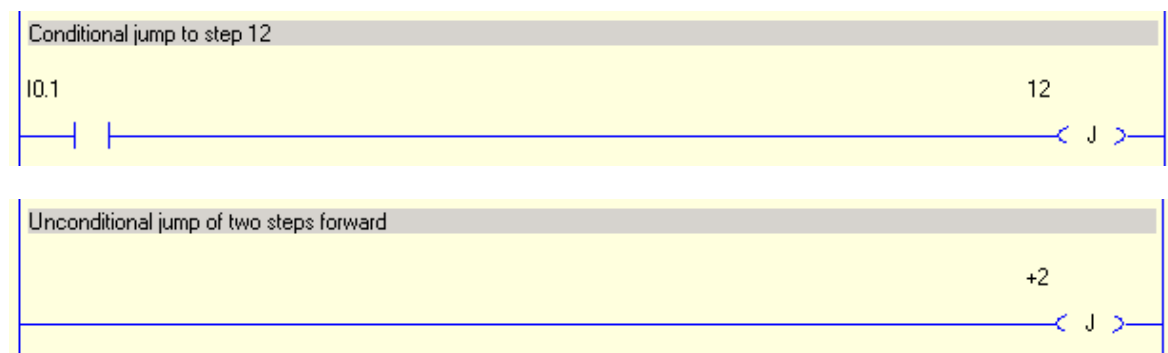 Conditional jump to step 12
I0.1 12
J
Unconditional jump of two steps forward
+2
J